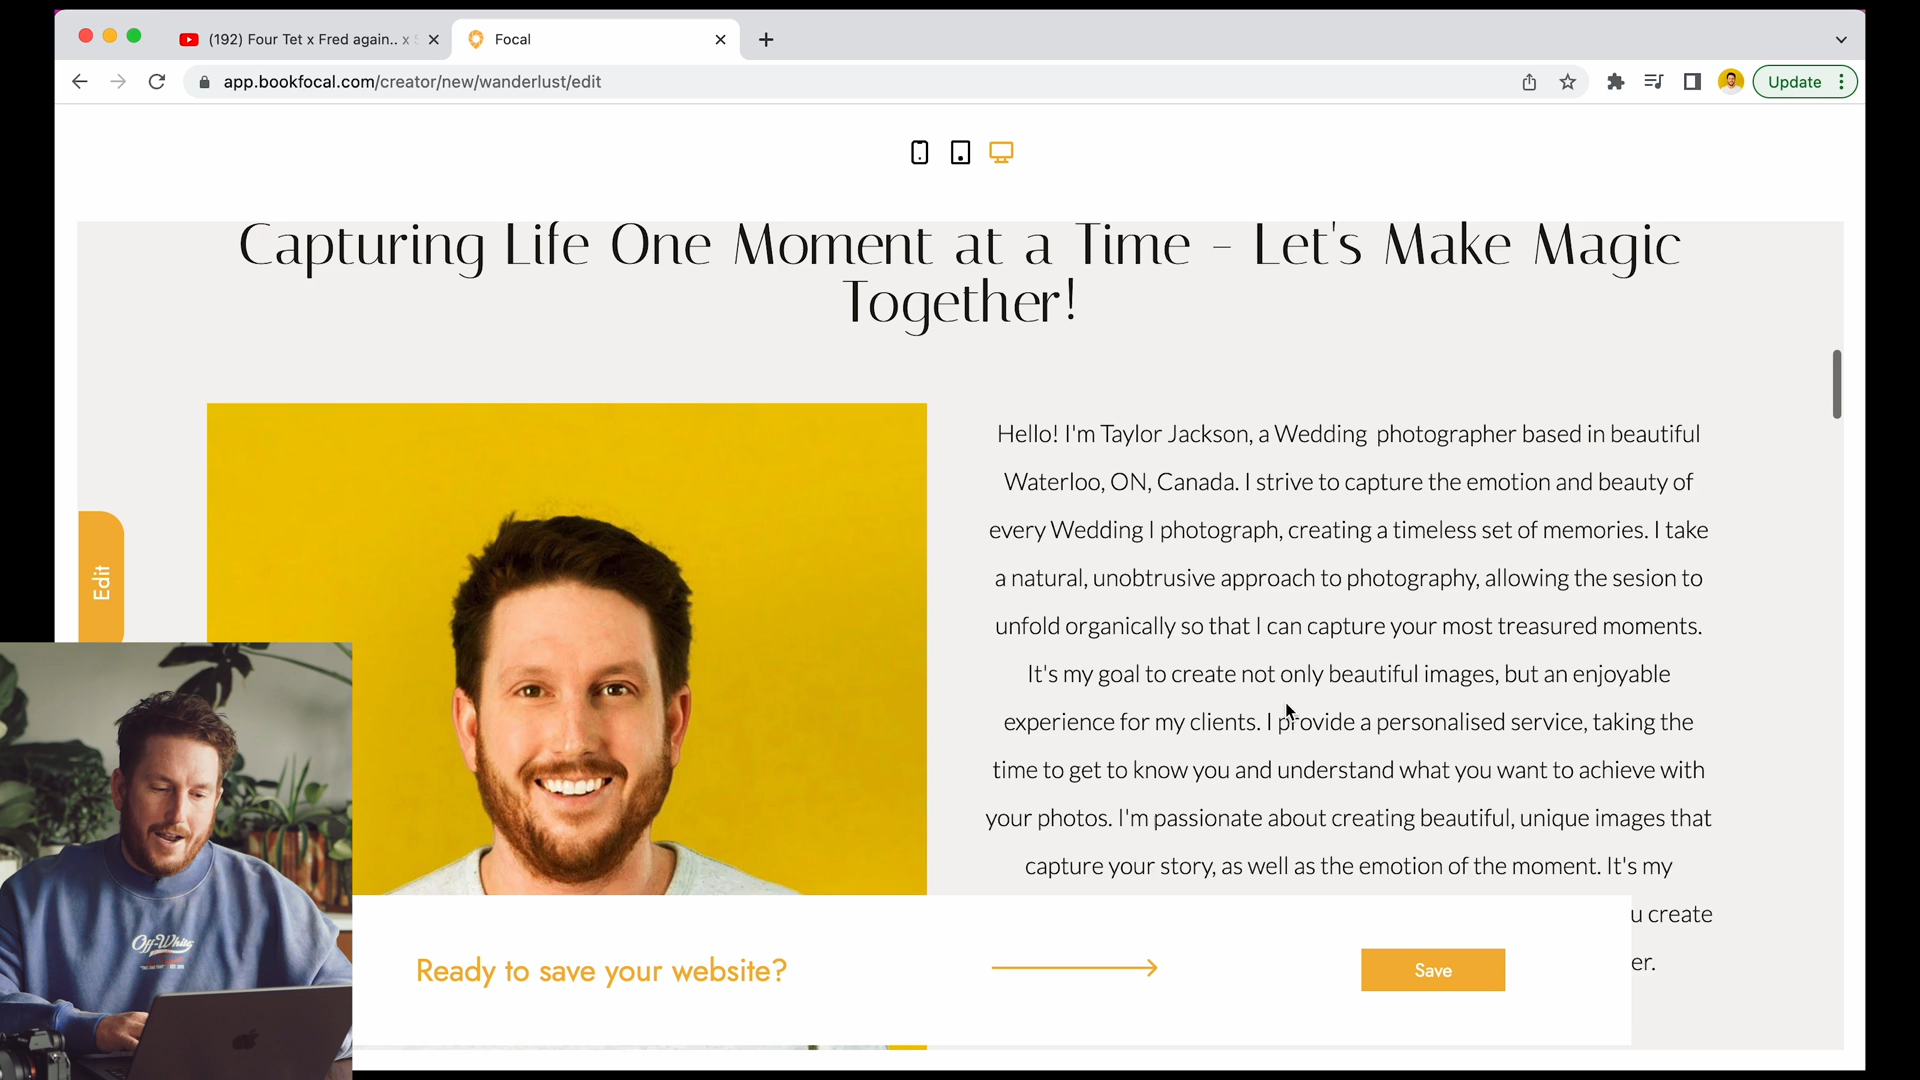 (192) Four Tet x Fred again.. x
Focal
app.bookfocal.com/creator/new/wanderlust/edit
Update
Capturing Life One Moment at a Time - Let's Make Magic
Together!
Hello! I'm Taylor Jackson, a Wedding photographer based in beautiful
Waterloo, ON, Canada. I strive to capture the emotion and beauty of
every Wedding I photograph, creating a timeless set of memories. I take
a natural, unobtrusive approach to photography, allowing the sesion to
unfold organically so that I can capture your most treasured moments.
It's my goal to create not only beautiful images, but an enjoyable
experience for my clients. I provide a personalised service, taking the
time to get to know you and understand what you want to achieve with
your photos. I'm passionate about creating beautiful, unique images that
capture your story, as well as the emotion of the moment. It's my
u create
er.
Edit
Off-White
Ready to save your website?
Save